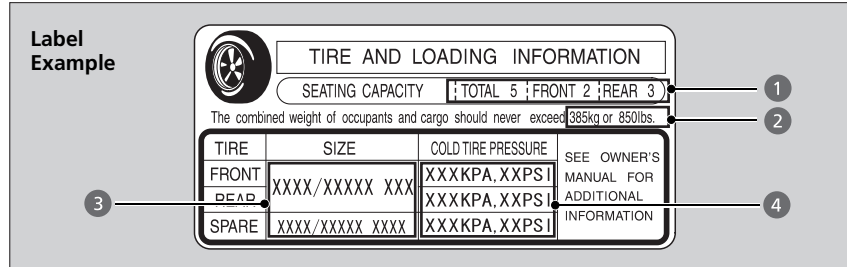 Label
Example
TIRE AND LOADING INFORMATION
SEATING CAPACITY TOTAL 5 FRONT 2 REAR 3
1
The combined weight of occupants and cargo should never exceed 385kg or 850lbs.
2
TIRE SIZE COLD TIRE PRESSURE
SEE OWNER'S
MANUAL FOR
ADDITIONAL
INFORMATION
FRONT XXXX/XXXXX XXX XXXKPA,XXPSI
REAR XXXKPA,XXPSI
SPARE XXXX/XXXXX XXXX XXXKPA,XXPSI
3
4